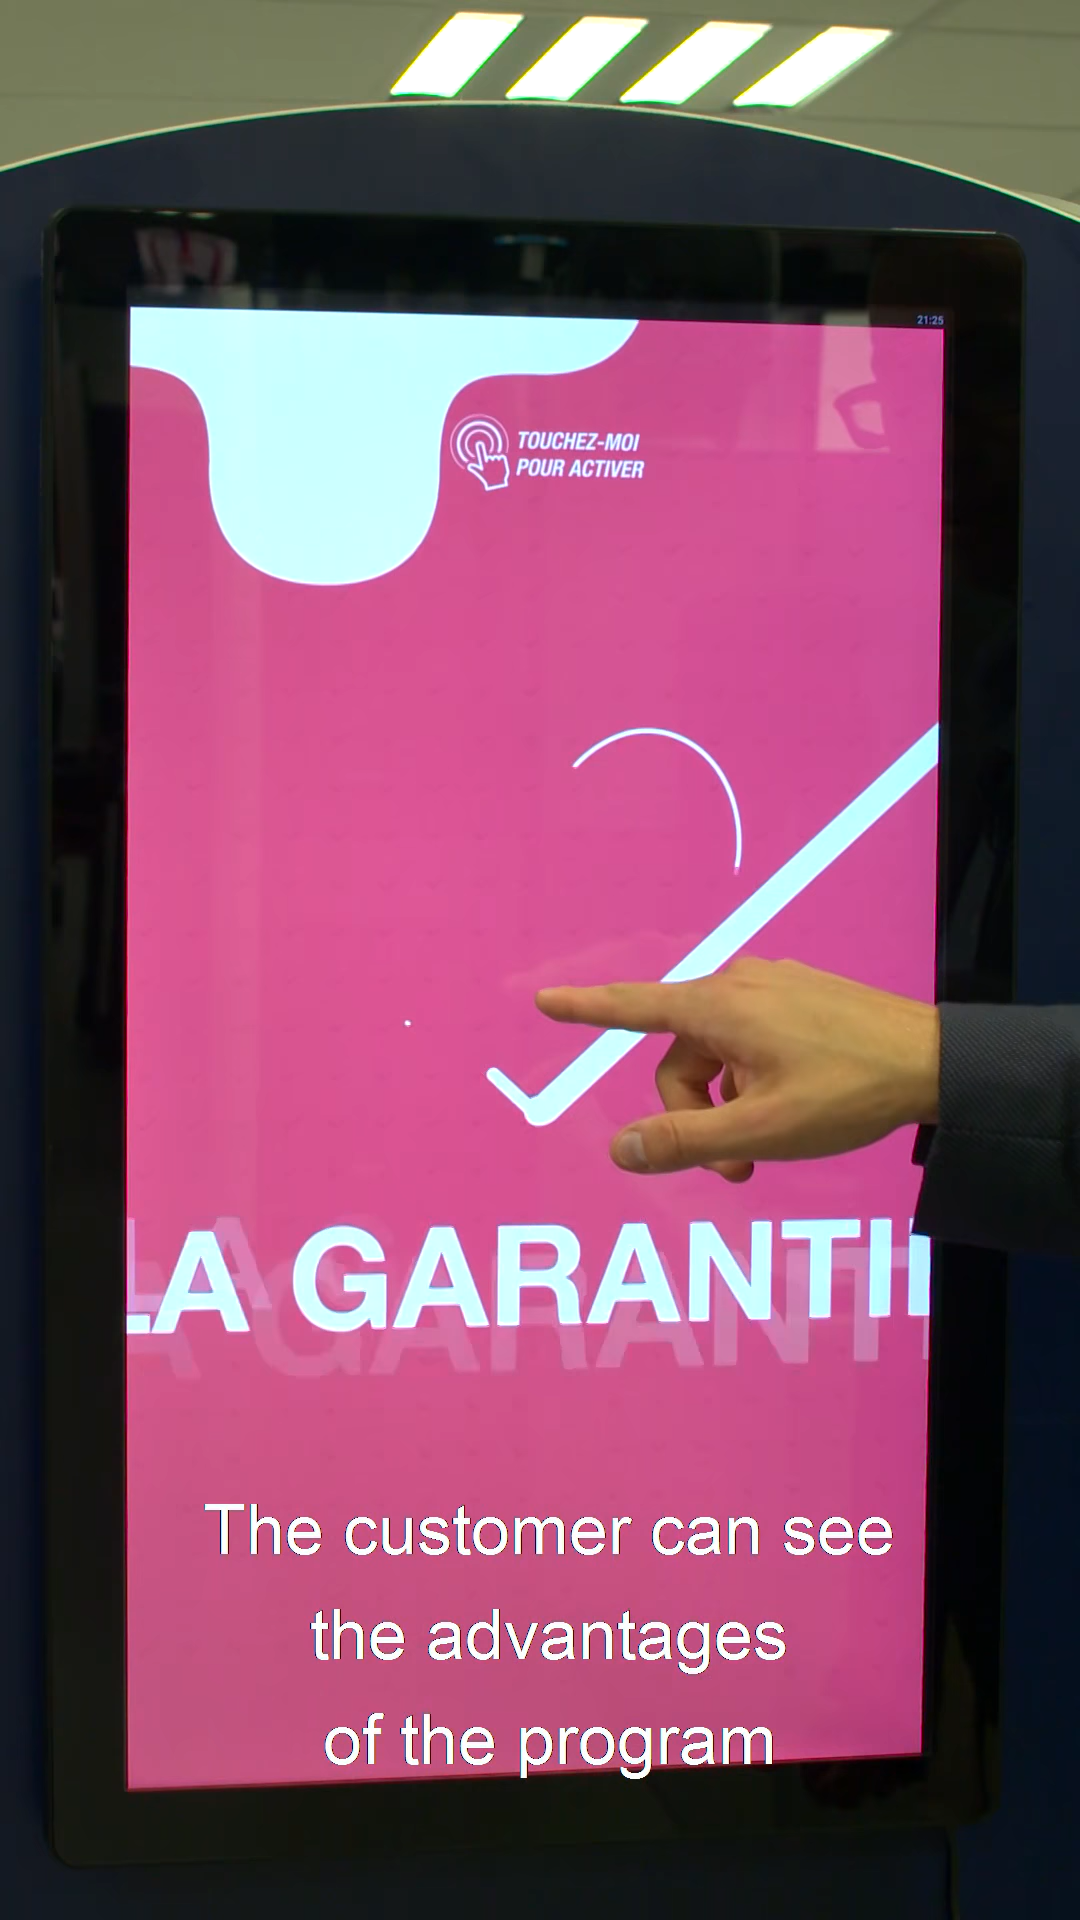 21:25
TOUCHEZ-MOI
POUR ACTIVER
LA GARANTI
The customer can see
the advantages
of the program